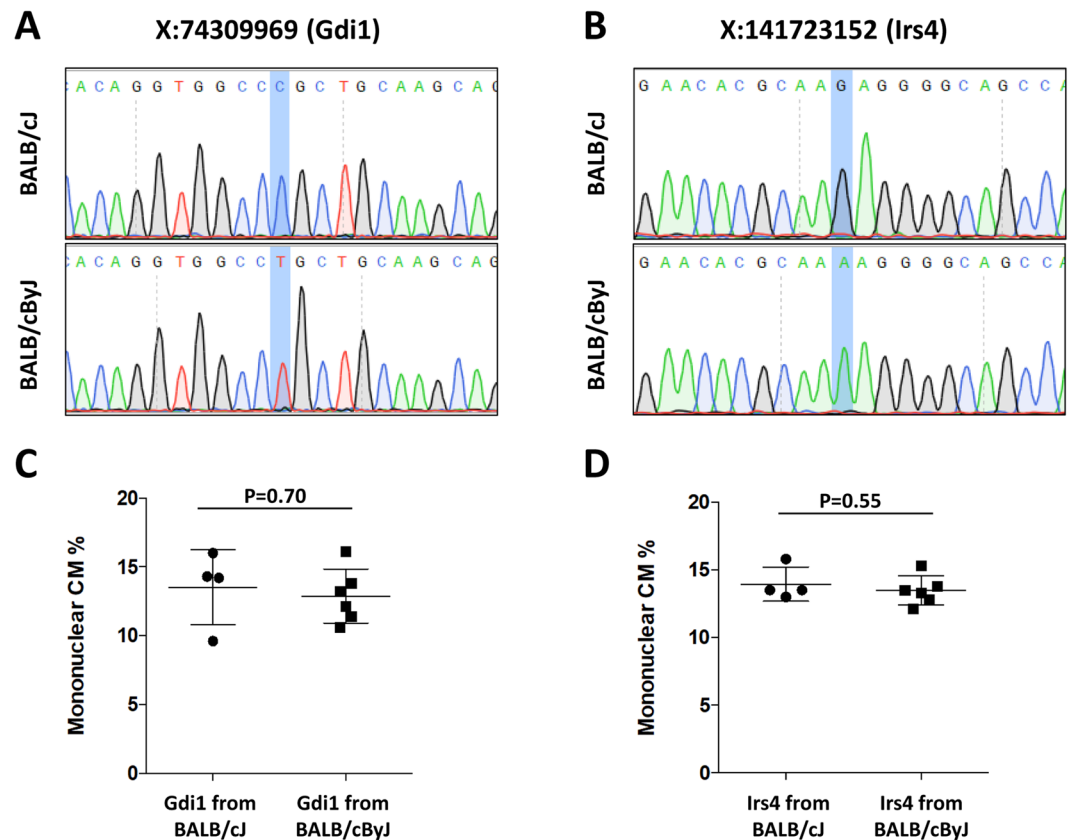 A
X:74309969 (Gdi1)
BALB/cJ
ACAGGTGGCCCGCTGCAAGCAG
BALB/cByJ
CACAGGTGGCCTGCTGCAAGCAG
B
X:141723152 (Irs4)
BALB/cJ
GAACACGCAAGAGGGGCAGCCA
BALB/cByJ
GAACACGCAAAAGGGGCAGCCA
C
P=0.70
Mononuclear CM %
20
15
10
5
0
Gdi1 from
BALB/cJ
Gdi1 from
BALB/cByJ
D
P=0.55
Mononuclear CM %
20
15
10
5
0
Irs4 from
BALB/cJ
Irs4 from
BALB/cByJ